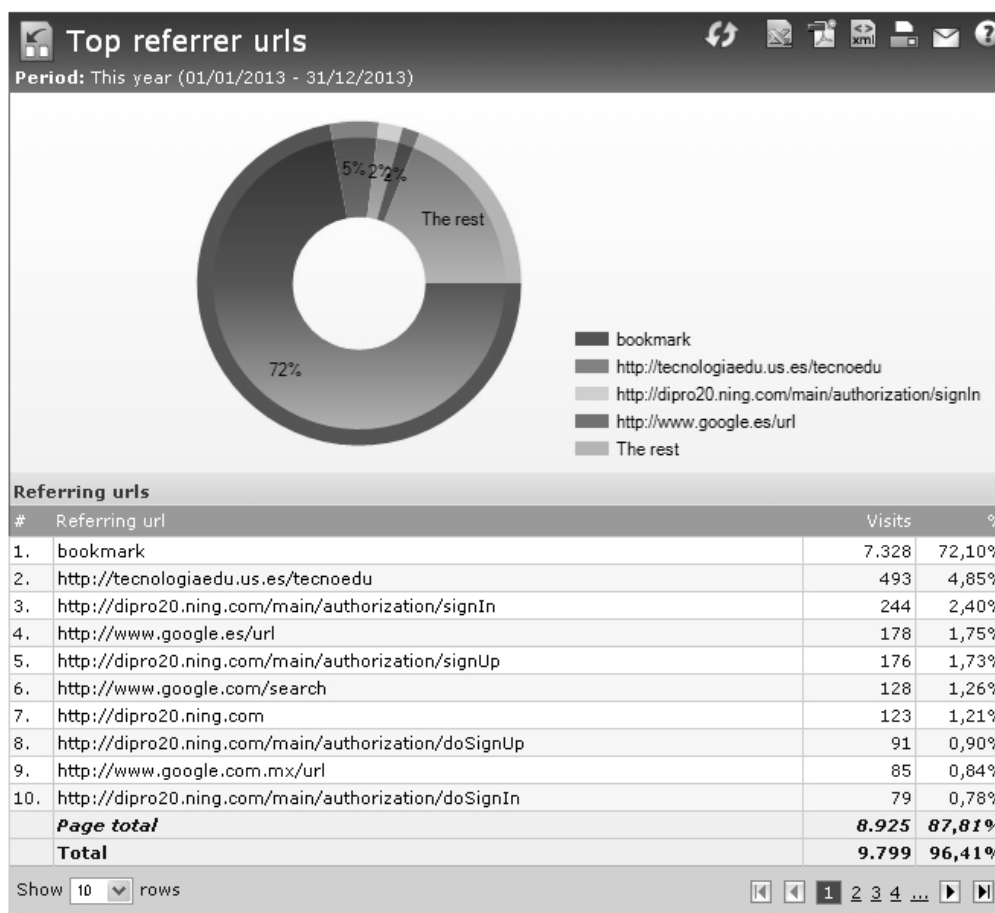 xml
?
Top referrer urls
Period: This year (01/01/2013 - 31/12/2013)
5% 2% 2%
The rest
72%
bookmark
http://tecnologiaedu.us.es/tecnoedu
http://dipro20.ning.com/main/authorization/signIn
http://www.google.es/url
The rest
Referring urls
# Referring url Visits %
1. bookmark 7.328 72,10%
2. http://tecnologiaedu.us.es/tecnoedu 493 4,85%
3. http://dipro20.ning.com/main/authorization/signIn 244 2,40%
4. http://www.google.es/url 178 1,75%
5. http://dipro20.ning.com/main/authorization/signUp 176 1,73%
6. http://www.google.com/search 128 1,26%
7. http://dipro20.ning.com 123 1,21%
8. http://dipro20.ning.com/main/authorization/doSignUp 91 0,90%
9. http://www.google.com.mx/url 85 0,84%
10. http://dipro20.ning.com/main/authorization/doSignIn 79 0,78%
Page total 8.925 87,81%
Total 9.799 96,41%
Show 10 rows 1 2 3 4 ...